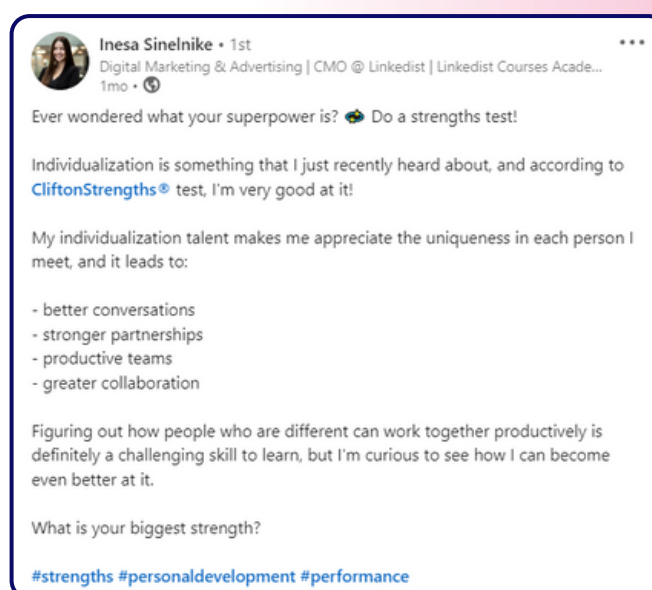 Inesa Sinelnike • 1st
Digital Marketing & Advertising | CMO @ Linkedist | Linkedist Courses Acade...
1mo •
Ever wondered what your superpower is? Do a strengths test!
Individualization is something that I just recently heard about, and according to
CliftonStrengths® test, I'm very good at it!
My individualization talent makes me appreciate the uniqueness in each person I
meet, and it leads to:
- better conversations
- stronger partnerships
- productive teams
- greater collaboration
Figuring out how people who are different can work together productively is
definitely a challenging skill to learn, but I'm curious to see how I can become
even better at it.
What is your biggest strength?
#strengths #personaldevelopment #performance